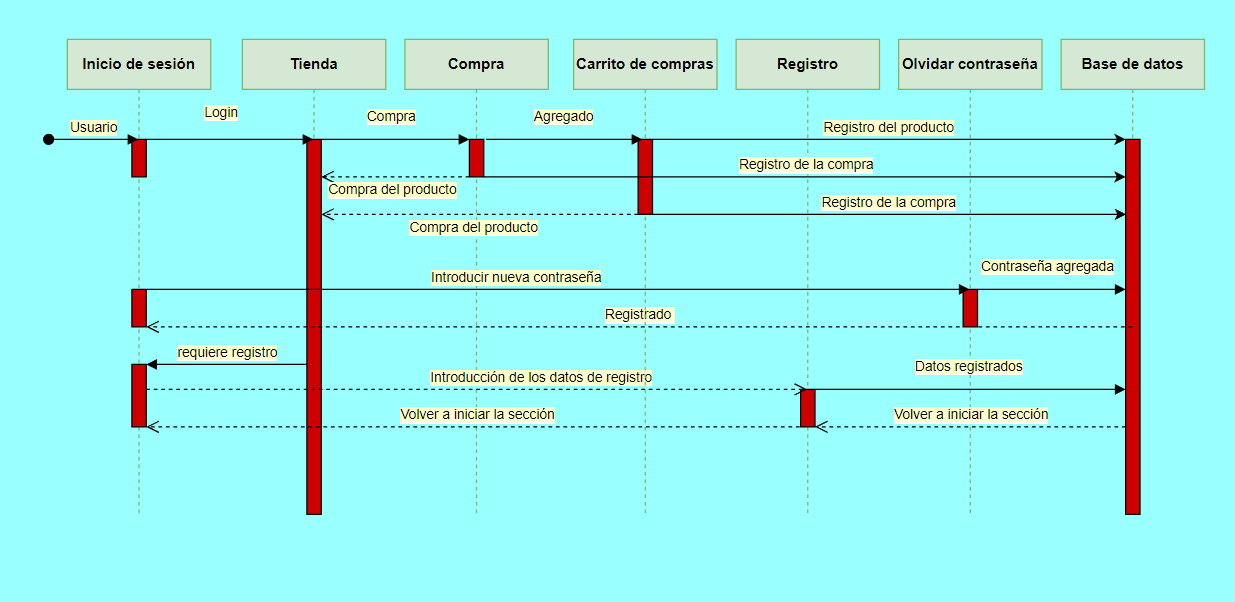 Inicio de sesión
Tienda
Compra
Carrito de compras
Registro
Olvidar contraseña
Base de datos
Usuario
Login
Compra
Agregado
Registro del producto
Registro de la compra
Compra del producto
Registro de la compra
Compra del producto
Contraseña agregada
Introducir nueva contraseña
Registrado
requiere registro
Datos registrados
Introducción de los datos de registro
Volver a iniciar la sección
Volver a iniciar la sección